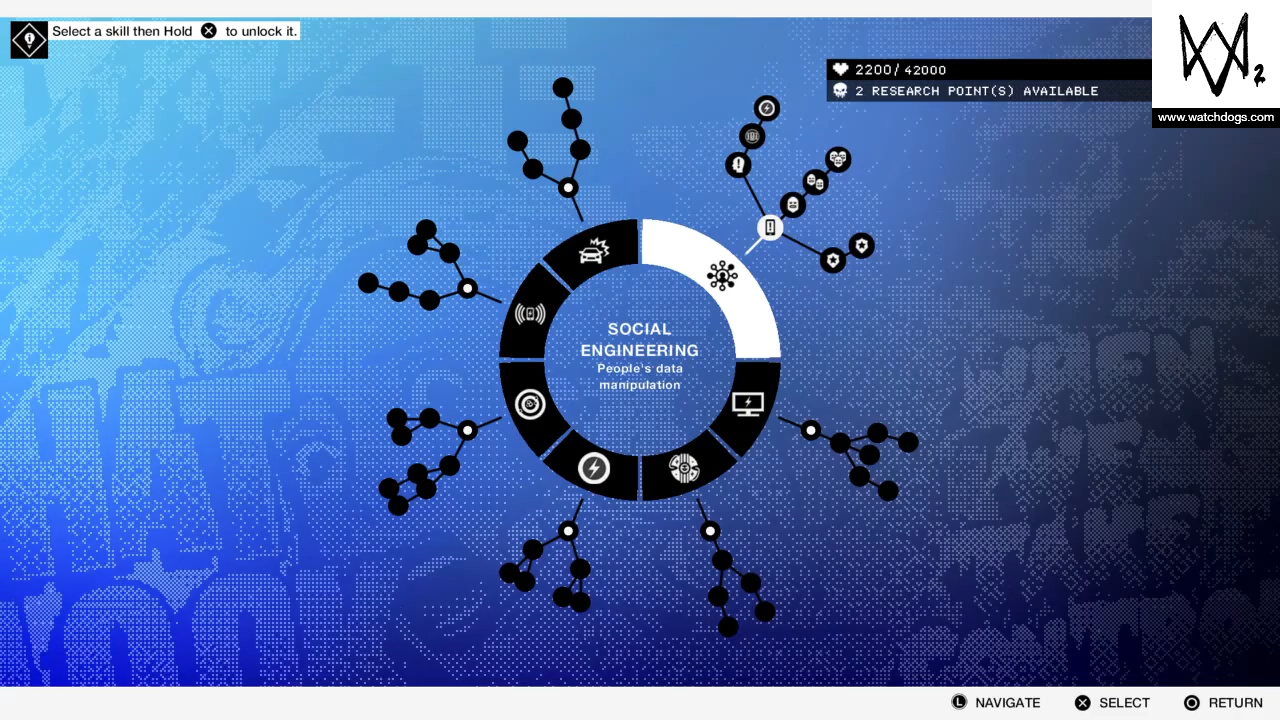 Select a skill then Hold ⊗ to unlock it.
2200/ 42000
2 RESEARCH POINT(S) AVAILABLE
2
www.watchdogs.com
SOCIAL
ENGINEERING
People's data
manipulation
L NAVIGATE
SELECT
RETURN